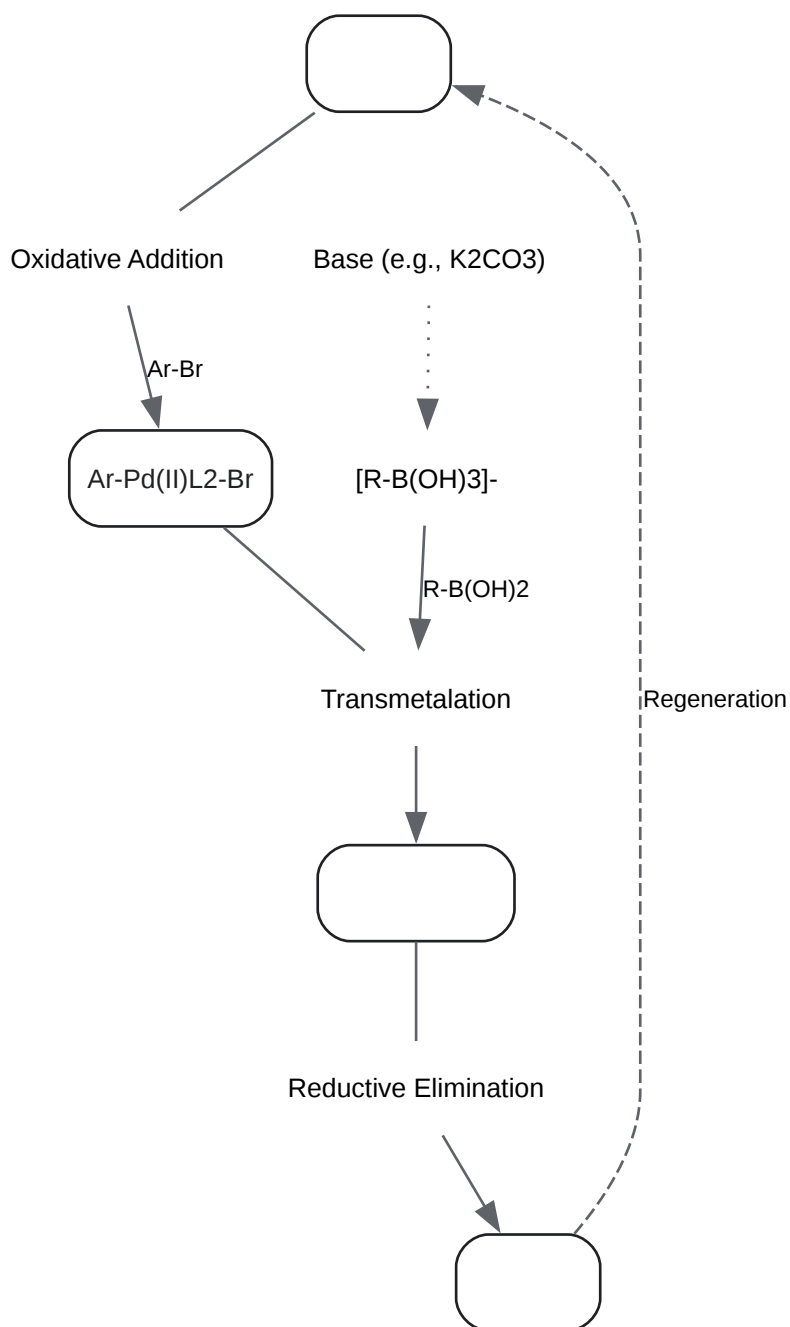 Oxidative Addition
Base (e.g., K2CO3)
Ar-Br
Ar-Pd(II)L2-Br
[R-B(OH)3]-
R-B(OH)2
Transmetalation
Regeneration
Reductive Elimination